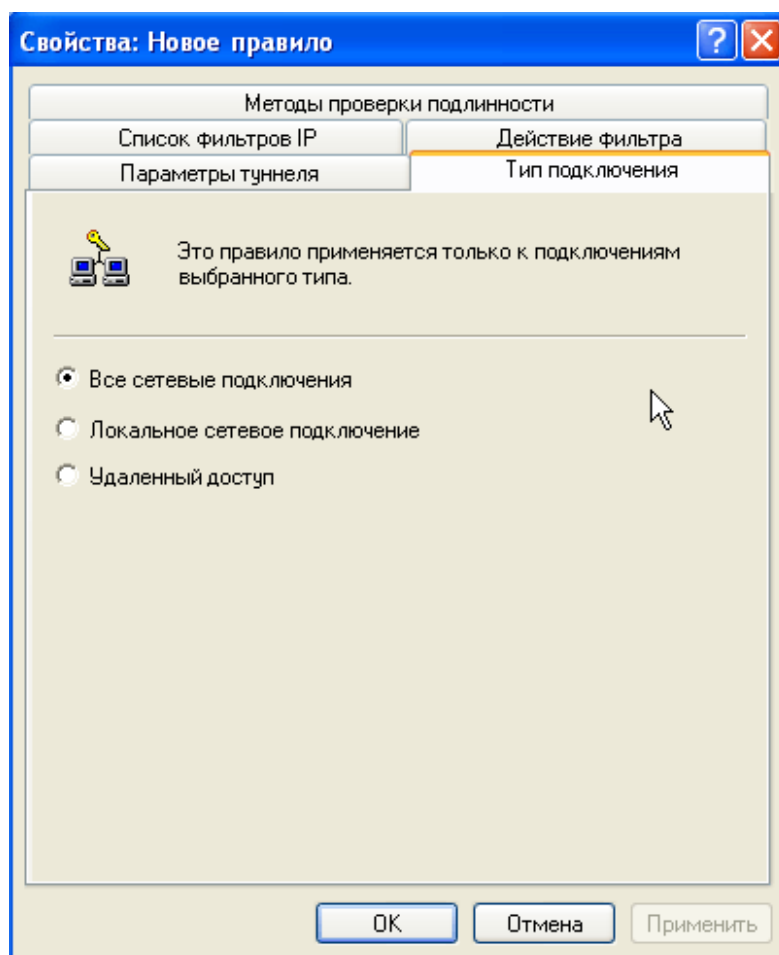 Свойства: Новое правило
Методы проверки подлинности
Список фильтров IP
Действие фильтра
Параметры туннеля
Тип подключения
Это правило применяется только к подключениям
выбранного типа.
Все сетевые подключения
Локальное сетевое подключение
Удаленный доступ
OK
Отмена
Применить